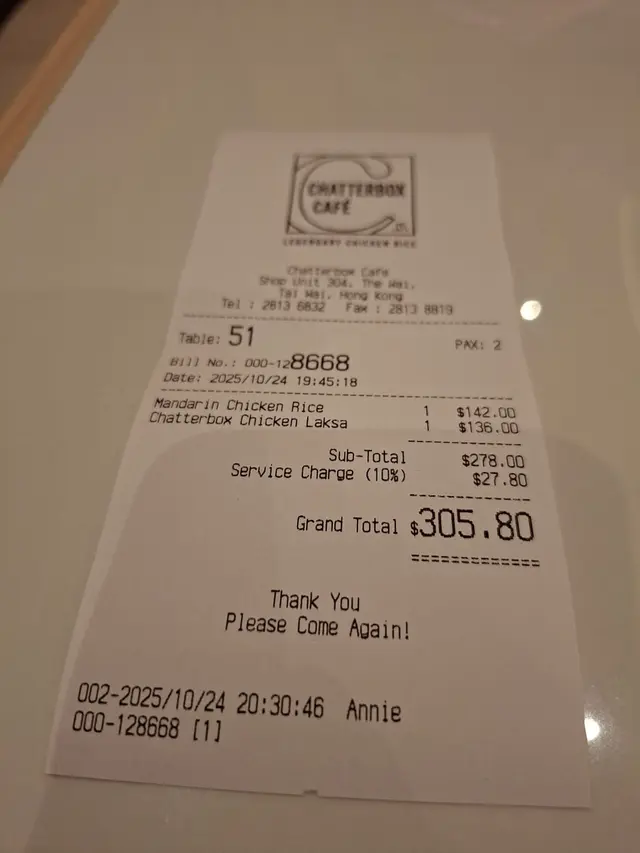 CHATTERBOX
CAFÉ
LEGENDARY CHICKEN RICE
Chatterbox Cafe
Shop Unit 304, The Wai,
Tai Wai, Hong Kong
Tel : 2813 6832 Fax : 2813 8819
Table: 51 PAX: 2
Bill No.: 000-128668
Date: 2025/10/24 19:45:18
Mandarin Chicken Rice 1 $142.00
Chatterbox Chicken Laksa 1 $136.00
Sub-Total $278.00
Service Charge (10%) $27.80
Grand Total $305.80
Thank You
Please Come Again!
002-2025/10/24 20:30:46 Annie
000-128668 [1]